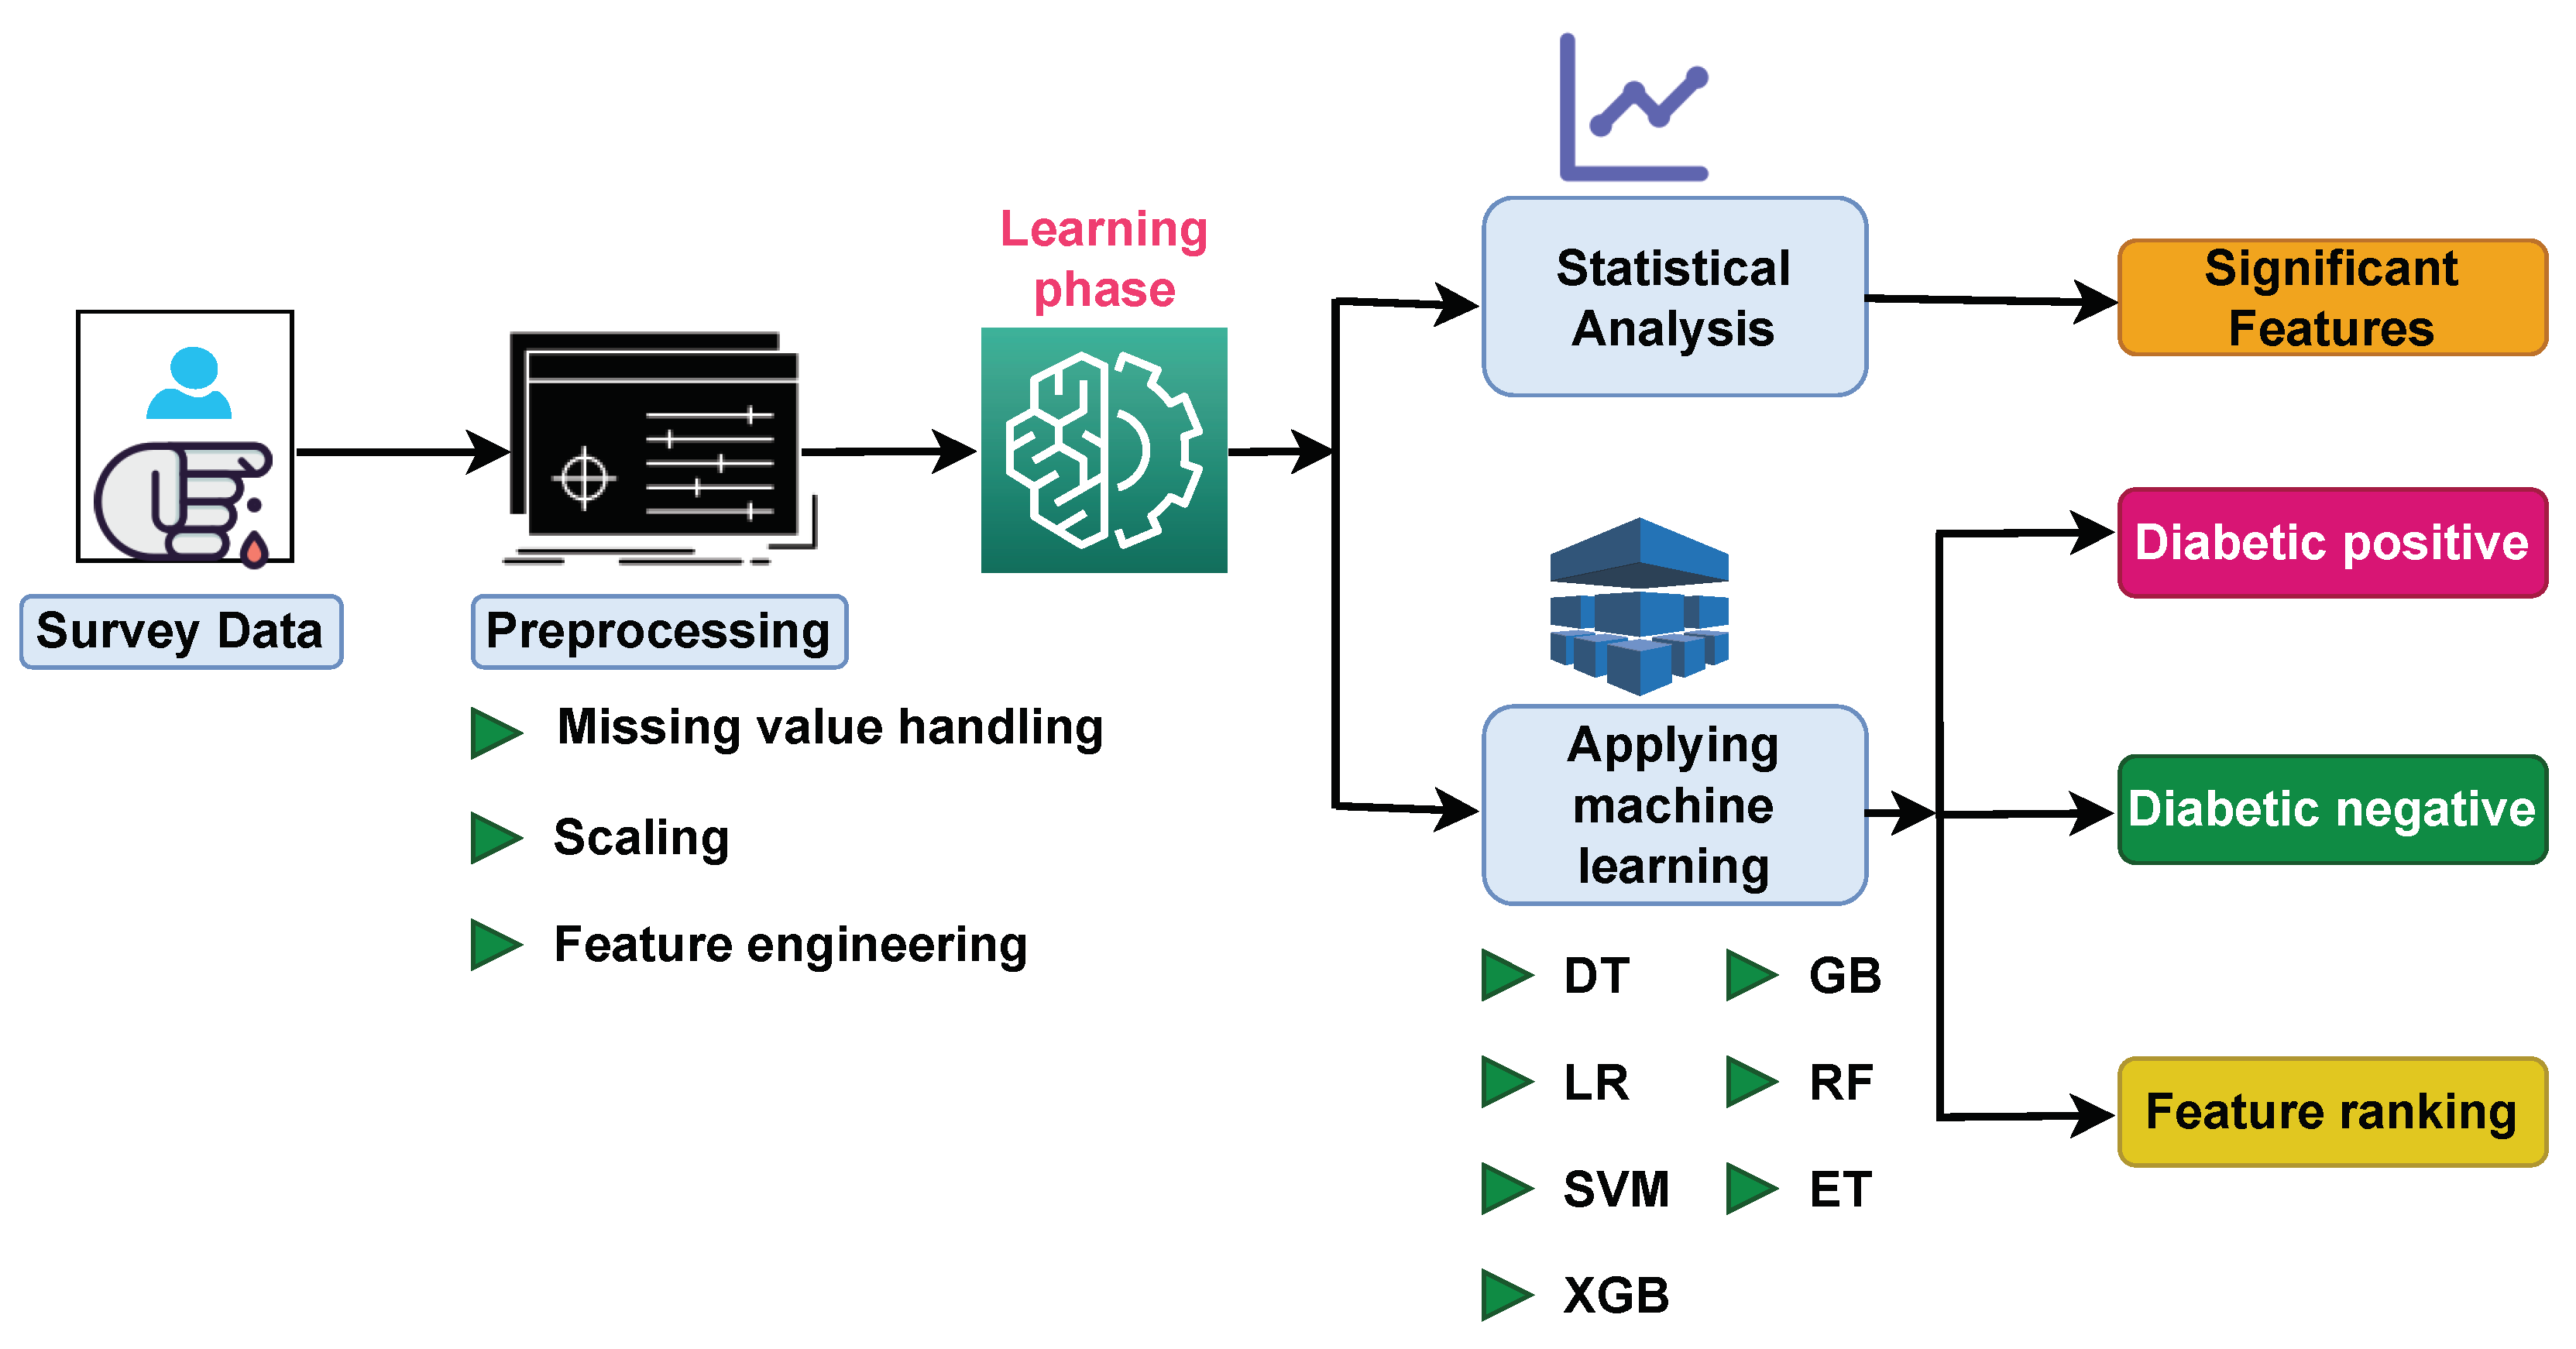 Survey Data
Preprocessing
Missing value handling
Scaling
Feature engineering
Learning
phase
Statistical
Analysis
Applying
machine
learning
DT
GB
LR
RF
SVM
ET
XGB
Significant
Features
Diabetic positive
Diabetic negative
Feature ranking